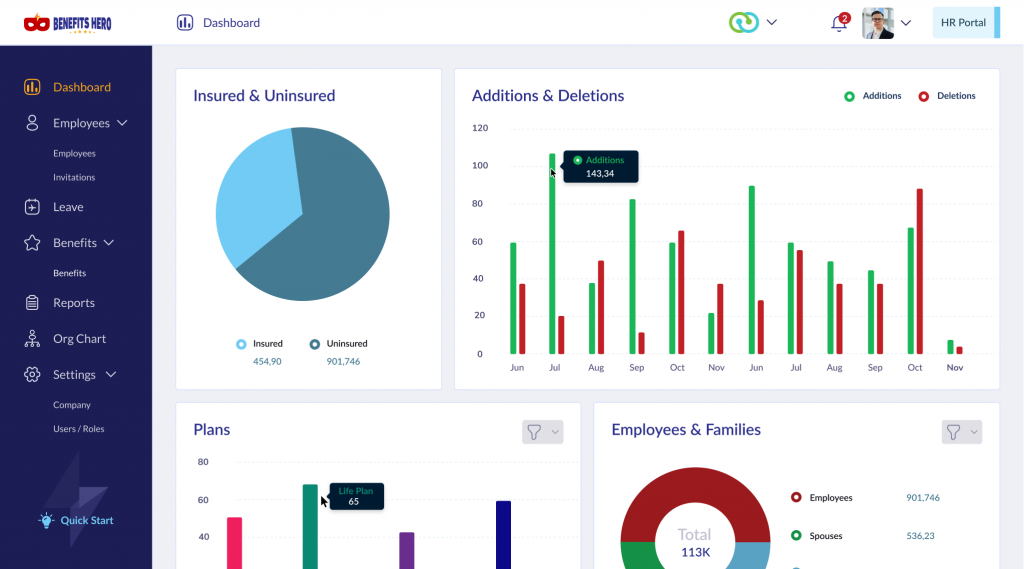 BENEFITS HERO
Dashboard
2
HR Portal
Dashboard
Employees
Employees
Invitations
Leave
Benefits
Benefits
Reports
Org Chart
Settings
Company
Users / Roles
Quick Start
Insured & Uninsured
Insured
Uninsured
454,90
901,746
Additions & Deletions
Additions
Deletions
120
100
80
60
40
20
0
Additions
143,34
Jun
Jul
Aug
Sep
Oct
Nov
Jun
Jul
Aug
Sep
Oct
Nov
Plans
80
60
40
Life Plan
65
Employees & Families
Total
113K
Employees
901,746
Spouses
536,23